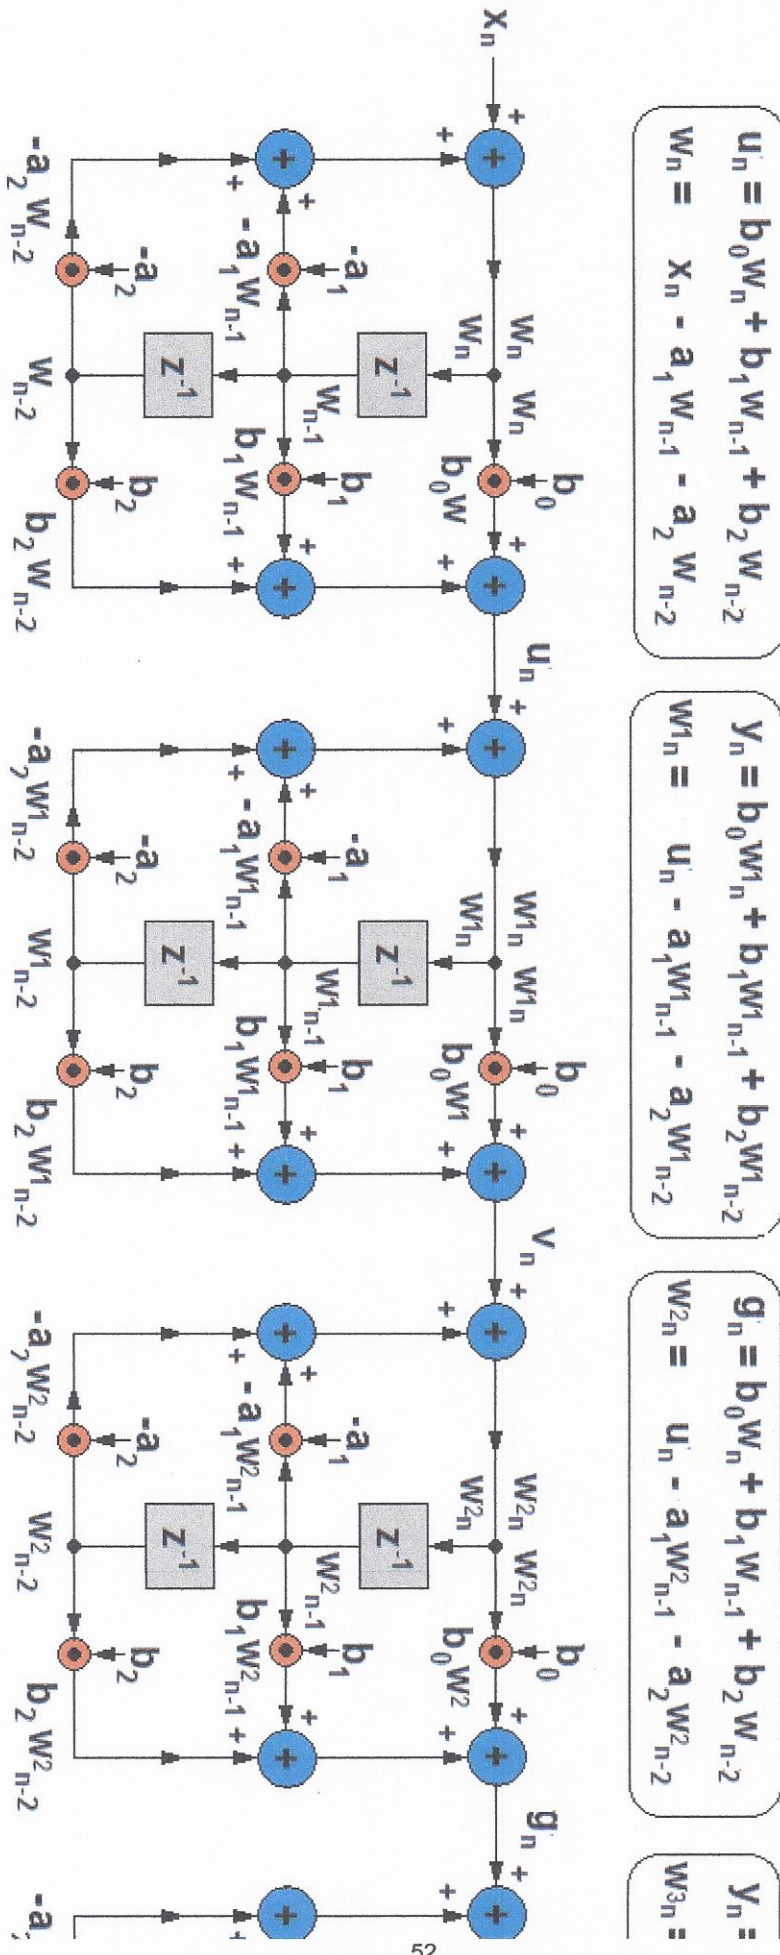 uₙ = b₀wₙ + b₁wₙ₋₁ + b₂wₙ₋₂
wₙ = xₙ - a₁wₙ₋₁ - a₂wₙ₋₂
yₙ = b₀w1ₙ + b₁w1ₙ₋₁ + b₂w1ₙ₋₂
w1ₙ = uₙ - a₁w1ₙ₋₁ - a₂w1ₙ₋₂
gₙ = b₀wₙ + b₁wₙ₋₁ + b₂wₙ₋₂
w2ₙ = uₙ - a₁w2ₙ₋₁ - a₂w2ₙ₋₂
yₙ =
w3ₙ =
xₙ
+ + + wₙ wₙ b₀ + +
wₙ b₀w
uₙ
z⁻¹
+ + -a₁ wₙ₋₁ b₁ + +
-a₁wₙ₋₁ b₁wₙ₋₁
z⁻¹
-a₂ b₂
-a₂wₙ₋₂ wₙ₋₂ b₂wₙ₋₂
+ + + w1ₙ w1ₙ b₀ + +
w1ₙ b₀w1
vₙ
z⁻¹
+ + -a₁ w1ₙ₋₁ b₁ + +
-a₁w1ₙ₋₁ b₁w1ₙ₋₁
z⁻¹
-a₂ b₂
-a₂w1ₙ₋₂ w1ₙ₋₂ b₂w1ₙ₋₂
+ + + w2ₙ w2ₙ b₀ + +
w2ₙ b₀w2
gₙ
z⁻¹
+ + -a₁ w2ₙ₋₁ b₁ + +
-a₁w2ₙ₋₁ b₁w2ₙ₋₁
z⁻¹
-a₂ b₂
-a₂w2ₙ₋₂ w2ₙ₋₂ b₂w2ₙ₋₂
+ + +
+
-a
52